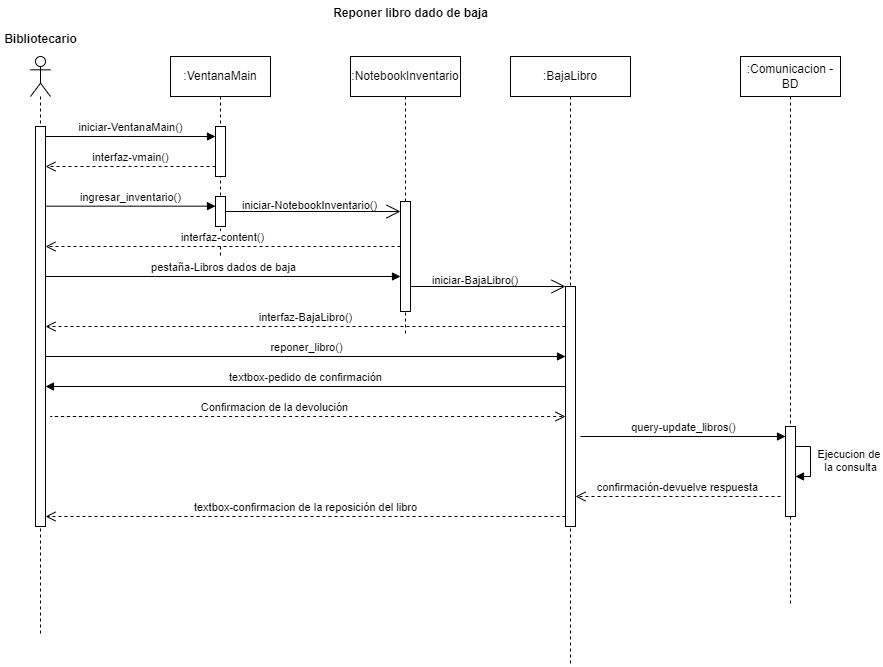 Reponer libro dado de baja
Bibliotecario
:VentanaMain
:NotebookInventario
:BajaLibro
:Comunicacion -
BD
iniciar-VentanaMain()
interfaz-vmain()
ingresar_inventario()
iniciar-NotebookInventario()
interfaz-content()
pestaña-Libros dados de baja
iniciar-BajaLibro()
interfaz-BajaLibro()
reponer_libro()
textbox-pedido de confirmación
Confirmacion de la devolución
query-update_libros()
Ejecucion de
la consulta
confirmación-devuelve respuesta
textbox-confirmacion de la reposición del libro